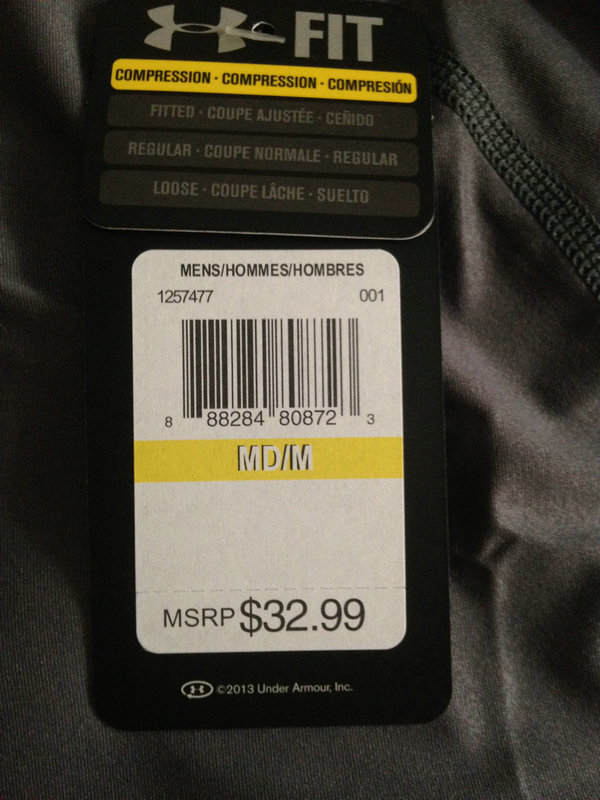 FIT
COMPRESSION · COMPRESSION · COMPRESIÓN
FITTED · COUPE AJUSTÉE · CEÑIDO
REGULAR · COUPE NORMALE · REGULAR
LOOSE · COUPE LÂCHE · SUELTO
MENS/HOMMES/HOMBRES
1257477 001
8 88284 80872 3
MD/M
MSRP $32.99
©2013 Under Armour, Inc.